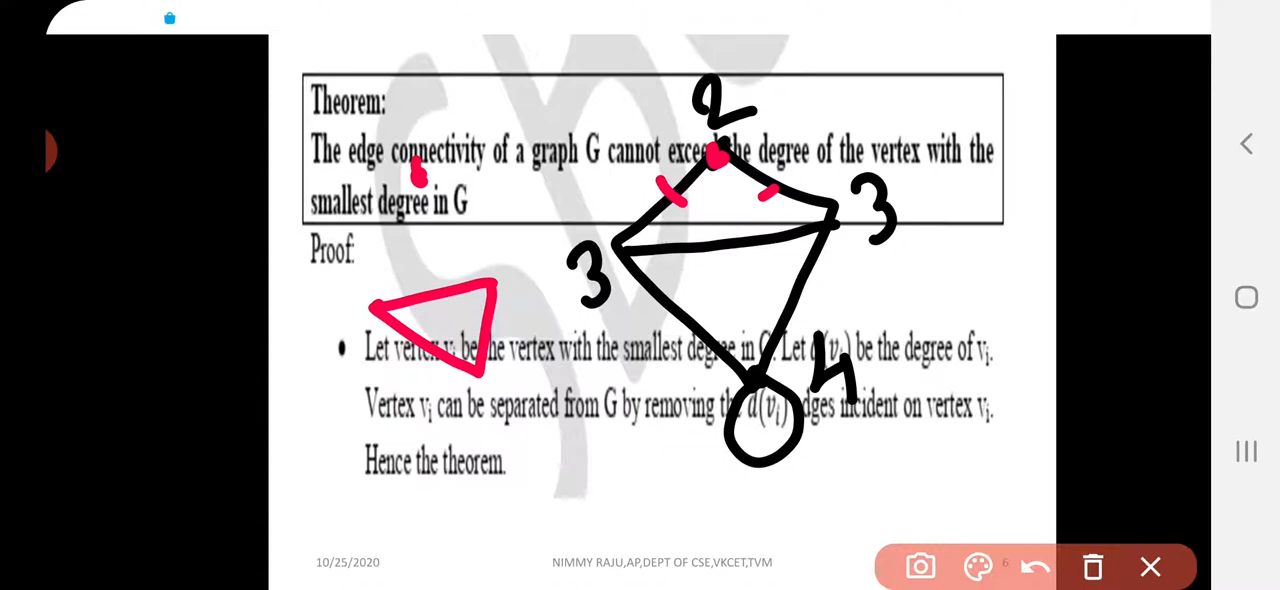 Theorem:
2
The edge connectivity of a graph G cannot exceed the degree of the vertex with the
smallest degree in G
3
3
Proof:
Let vertex vi be the vertex with the smallest degree in G. Let d(vi) be the degree of vi.
4
Vertex vi can be separated from G by removing the d(vi) edges incident on vertex vi.
Hence the theorem.
10/25/2020 NIMMY RAJU,AP,DEPT OF CSE,VKCET,TVM 6